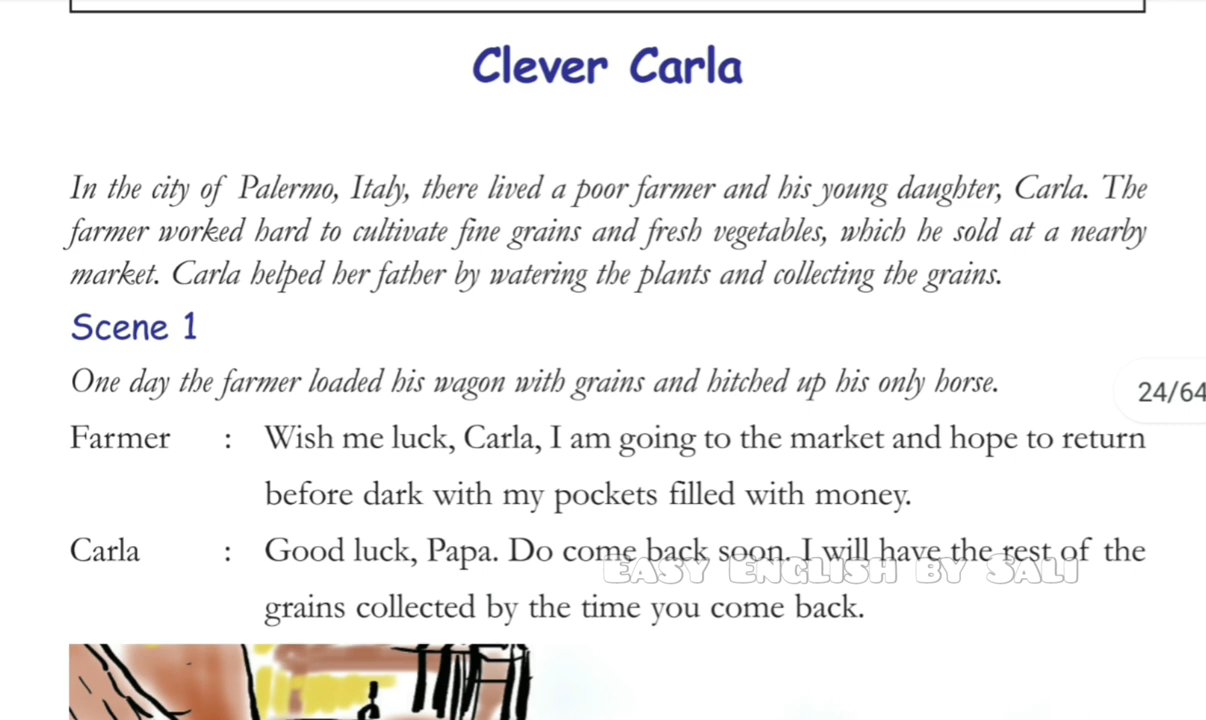 Clever Carla
In the city of Palermo, Italy, there lived a poor farmer and his young daughter, Carla. The
farmer worked hard to cultivate fine grains and fresh vegetables, which he sold at a nearby
market. Carla helped her father by watering the plants and collecting the grains.
Scene 1
One day the farmer loaded his wagon with grains and hitched up his only horse.
24/64
Farmer : Wish me luck, Carla, I am going to the market and hope to return
before dark with my pockets filled with money.
Carla : Good luck, Papa. Do come back soon. I will have the rest of the
EASY ENGLISH BY SALI
grains collected by the time you come back.